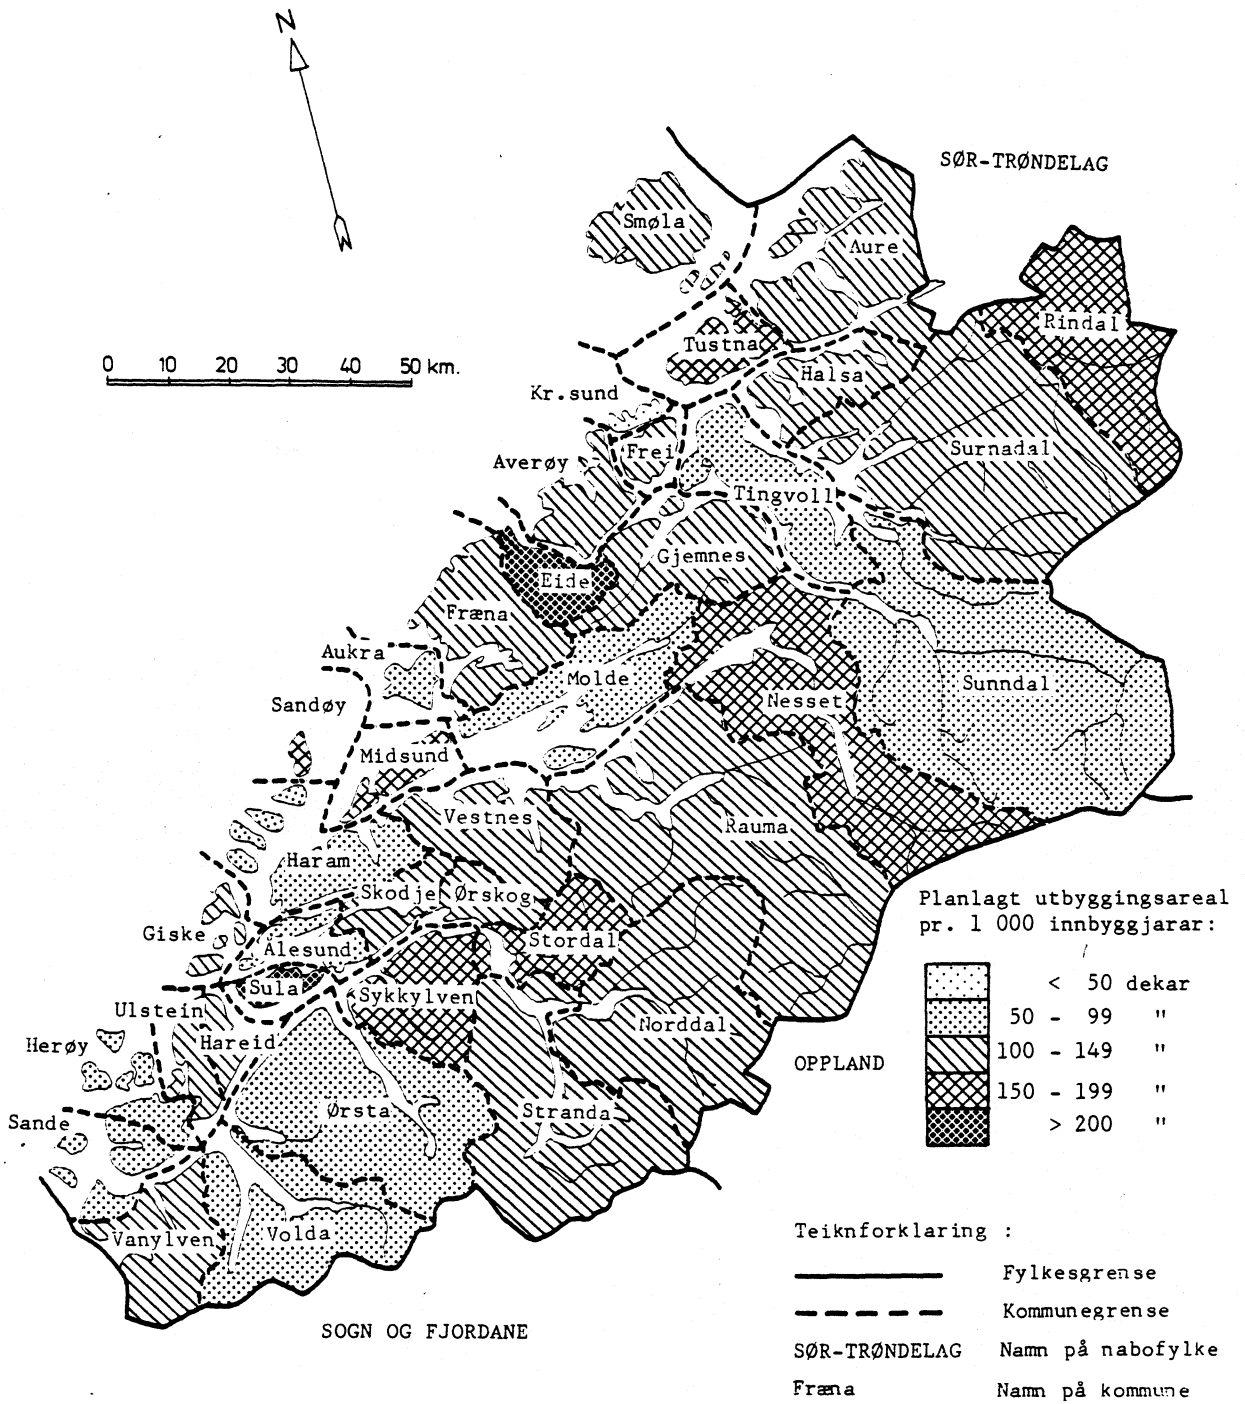 N
SØR-TRØNDELAG
Smøla
Aure
Rindal
Tustna
0 10 20 30 40 50 km.
Halsa
Kr.sund
Surnadal
Frei
Averøy
Tingvoll
Gjemnes
Eide
Fræna
Aukra
Molde
Sunndal
Sandøy
Nesset
Midsund
Vestnes
Rauma
Haram
Skodje
Ørskog
Giske
Ålesund
Stordal
Sula
Sykkylven
Ulstein
Hareid
Norddal
Herøy
Ørsta
Stranda
Sande
Vanylven
Volda
OPPLAND
SOGN OG FJORDANE
Planlagt utbyggingsareal
pr. 1 000 innbyggjarar:
< 50 dekar
50 - 99 "
100 - 149 "
150 - 199 "
> 200 "
Teiknforklaring :
Fylkesgrense
Kommunegrense
SØR-TRØNDELAG Namn på nabofylke
Fræna Namn på kommune